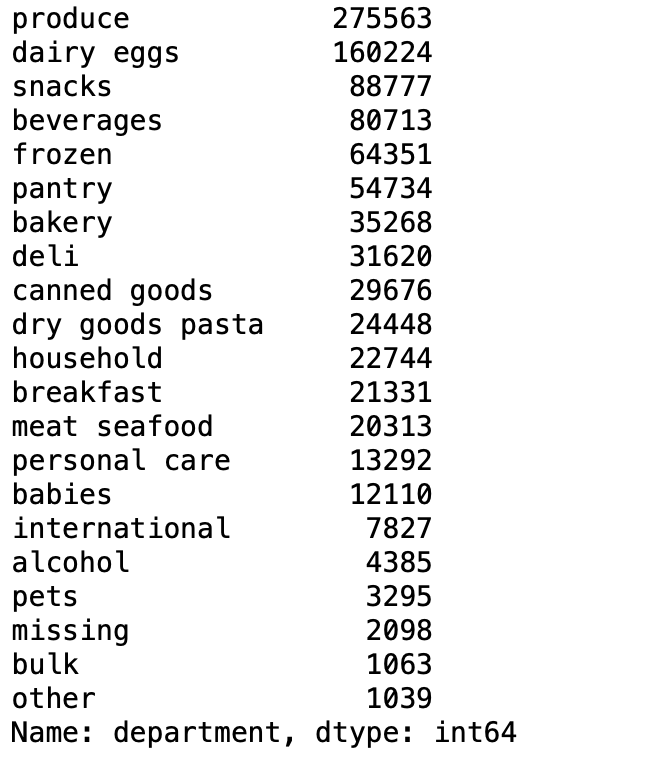 produce 275563
dairy eggs 160224
snacks 88777
beverages 80713
frozen 64351
pantry 54734
bakery 35268
deli 31620
canned goods 29676
dry goods pasta 24448
household 22744
breakfast 21331
meat seafood 20313
personal care 13292
babies 12110
international 7827
alcohol 4385
pets 3295
missing 2098
bulk 1063
other 1039
Name: department, dtype: int64